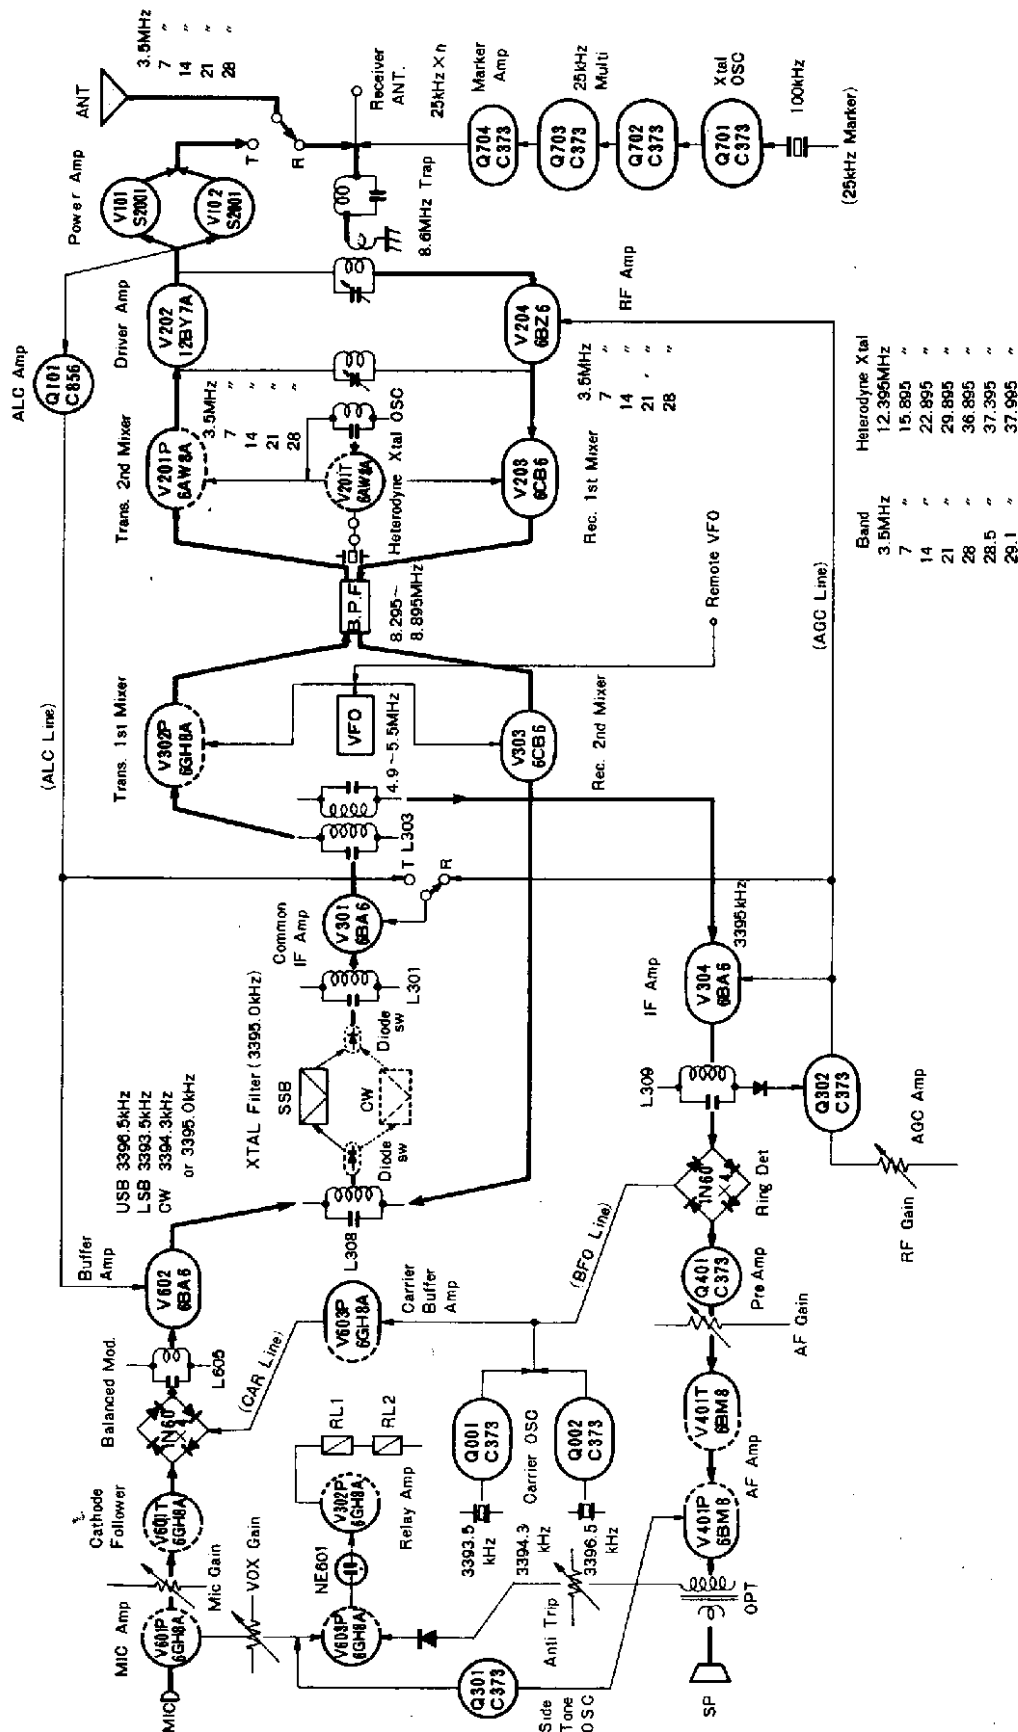 MIC
MIC Amp
V601P
6GH8A
Mic Gain
Cathode
Follower
V601T
6GH8A
Balanced Mod.
1N60
×4
L605
Buffer
Amp
V602
6BA6
USB 3396.5kHz
LSB 3393.5kHz
CW 3394.3kHz
or 3395.0kHz
(ALC Line)
Trans. 1st Mixer
V302P
6GH8A
Trans. 2nd Mixer
V201P
6AW8A
3.5MHz
7 〃
14 〃
21 〃
28 〃
ALC Amp
Q101
C856
Driver Amp
V202
12BY7A
Power Amp
V101
S2001
V102
S2001
T
R
ANT
3.5MHz
7 〃
14 〃
21 〃
28 〃
VOX Gain
V603P
6GH8A
NE601
V302P
6GH8A
Relay Amp
RL1
RL2
(CAR Line)
V603P
6GH8A
Carrier
Buffer
Amp
L308
XTAL Filter (3395.0kHz)
SSB
CW
Diode
sw
Diode
sw
L301
Common
IF Amp
V301
6BA6
T
R
L303
4.9~5.5MHz
VFO
Remote VFO
B.P.F
8.295~
8.895MHz
Heterodyne Xtal OSC
V201T
6AW8A
8.6MHz Trap
Receiver
ANT.
25kHz×n
Marker
Amp
Q704
C373
25kHz
Multi
Q703
C373
Q702
C373
Xtal
OSC
Q701
C373
100kHz
(25kHz Marker)
Side
Tone
OSC
Q301
C373
Anti Trip
3393.5
kHz
3394.3
kHz
3396.5
kHz
Q001
C373
Q002
C373
Carrier OSC
(BFO Line)
Rec. 2nd Mixer
V303
6CB6
Rec. 1st Mixer
V203
6CB6
3.5MHz
7 〃
14 〃
21 〃
28 〃
RF Amp
V204
6BZ6
SP
OPT
V401P
6BM8
AF Amp
V401T
6BM8
AF Gain
Q401
C373
Pre Amp
1N60
×4
Ring Det
L309
IF Amp
V304
6BA6
3395kHz
Q302
C373
AGC Amp
RF Gain
(AGC Line)
Band Heterodyne Xtal
3.5MHz 12.395MHz
7 〃 15.895 〃
14 〃 22.895 〃
21 〃 29.895 〃
28 〃 36.895 〃
28.5 〃 37.395 〃
29.1 〃 37.995 〃